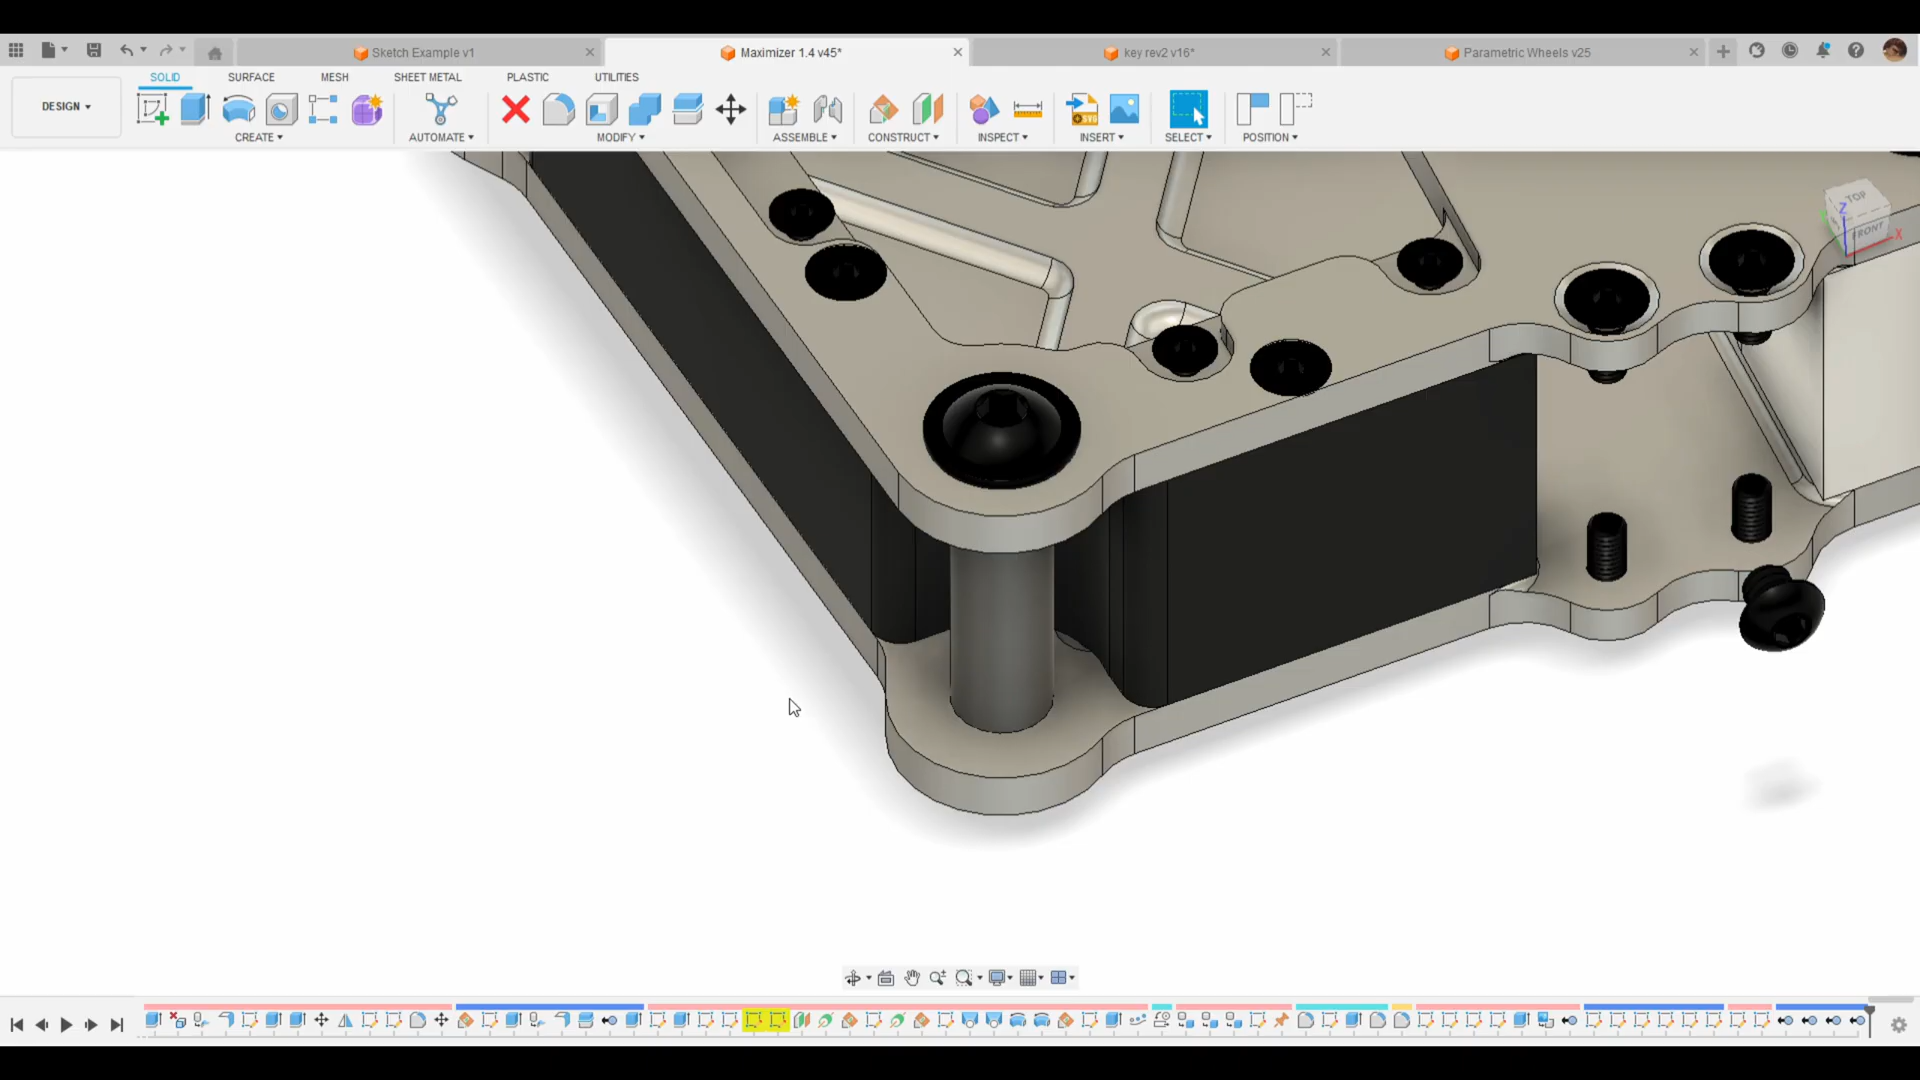 Sketch Example v1
Maximizer 1.4 v45*
key rev2 v16*
Parametric Wheels v25
DESIGN
SOLID
SURFACE
MESH
SHEET METAL
PLASTIC
UTILITIES
CREATE
AUTOMATE
MODIFY
ASSEMBLE
CONSTRUCT
INSPECT
INSERT
SELECT
POSITION
SVG
TOP
Z
FRONT
X